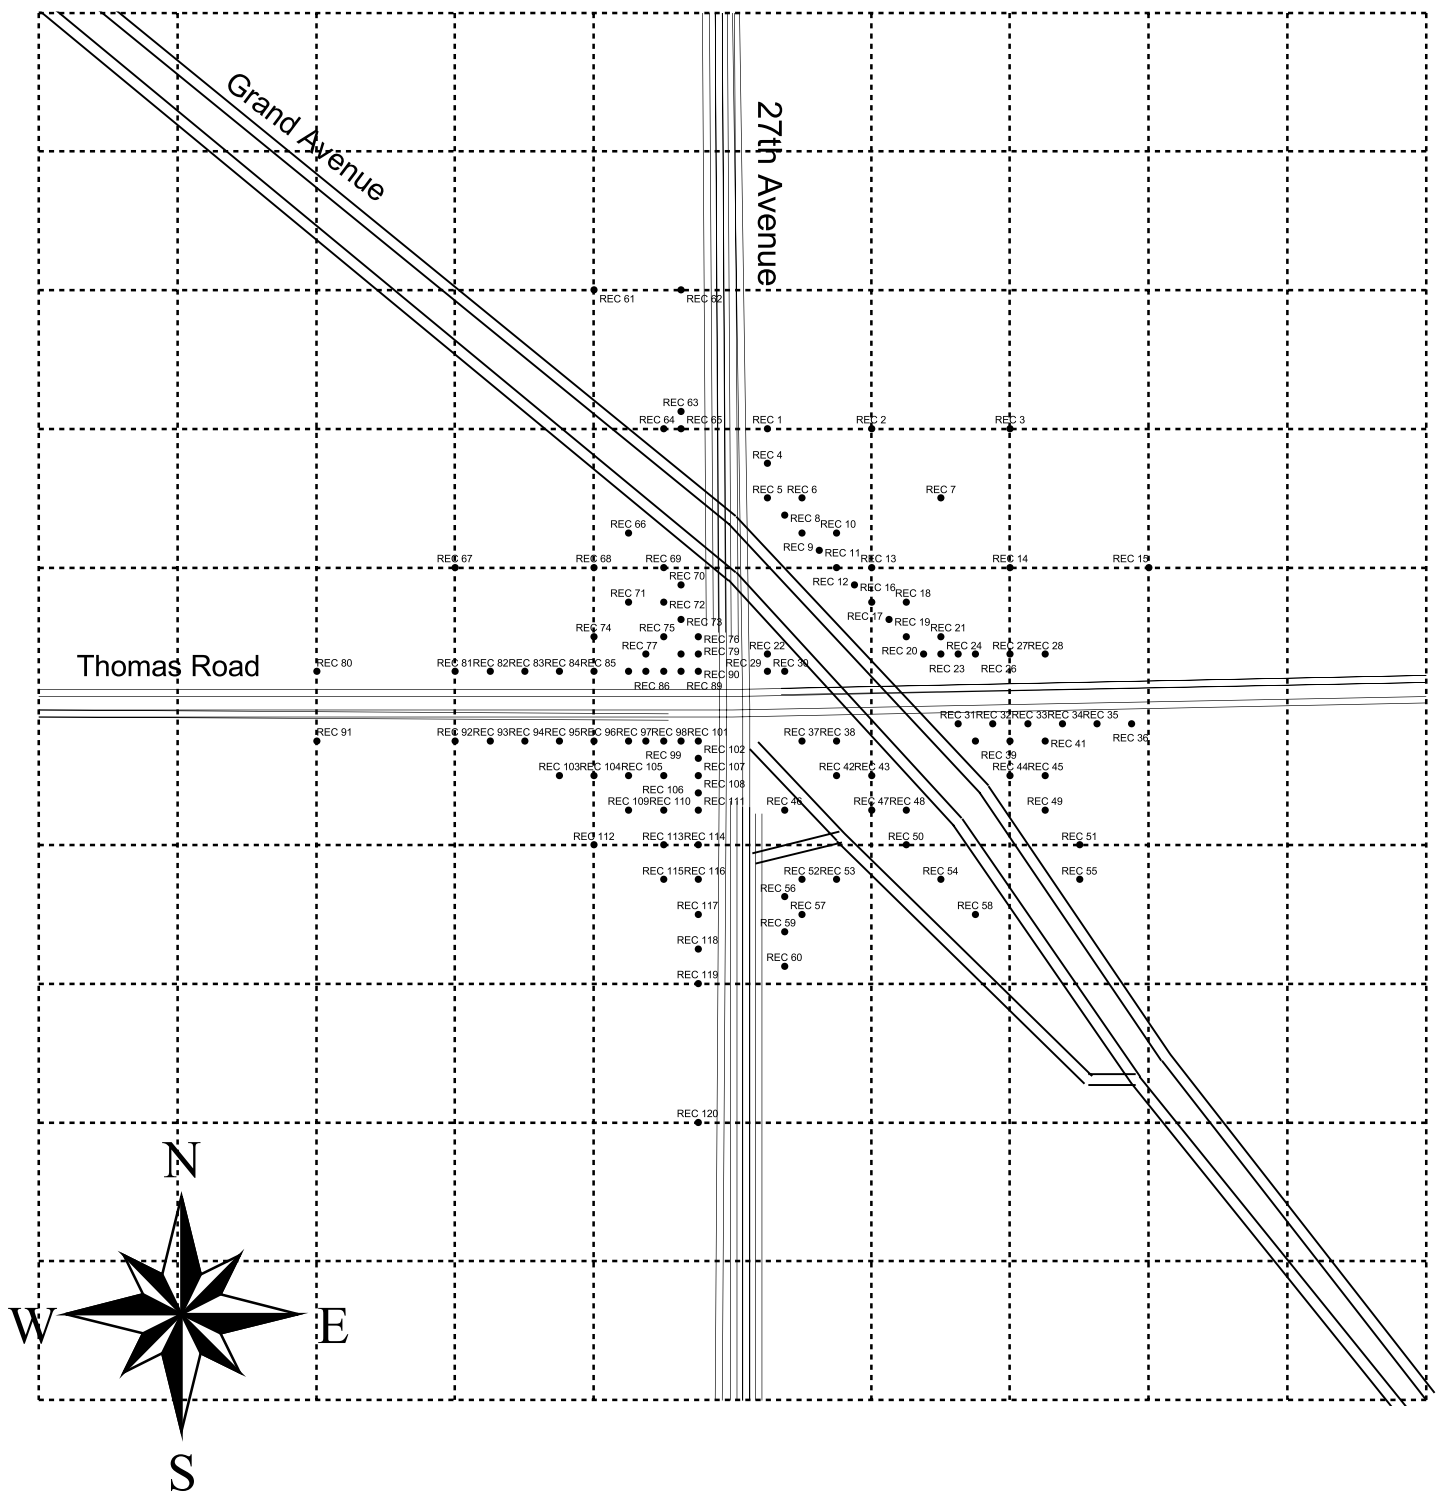 Grand Avenue
27th Avenue
REC 61
REC 62
REC 63
REC 64
REC 65
REC 1
REC 2
REC 3
REC 4
REC 5
REC 6
REC 7
REC 8
REC 66
REC 10
REC 9
REC 11
REC 67
REC 68
REC 69
REC 13
REC 14
REC 15
REC 70
REC 12
REC 16
REC 71
REC 72
REC 18
REC 17
REC 73
REC 19
REC 74
REC 75
REC 76
REC 21
REC 77
REC 79
REC 22
REC 20
REC 24
REC 27
REC 28
Thomas Road
REC 80
REC 81
REC 82
REC 83
REC 84
REC 85
REC 29
REC 30
REC 23
REC 26
REC 90
REC 86
REC 89
REC 31
REC 32
REC 33
REC 34
REC 35
REC 91
REC 92
REC 93
REC 94
REC 95
REC 96
REC 97
REC 98
REC 101
REC 37
REC 38
REC 36
REC 41
REC 102
REC 99
REC 39
REC 103
REC 104
REC 105
REC 107
REC 42
REC 43
REC 44
REC 45
REC 108
REC 106
REC 109
REC 110
REC 111
REC 46
REC 47
REC 48
REC 49
REC 112
REC 113
REC 114
REC 50
REC 51
REC 115
REC 116
REC 52
REC 53
REC 54
REC 55
REC 56
REC 117
REC 57
REC 58
REC 59
REC 118
REC 60
REC 119
REC 120
N
W
E
S